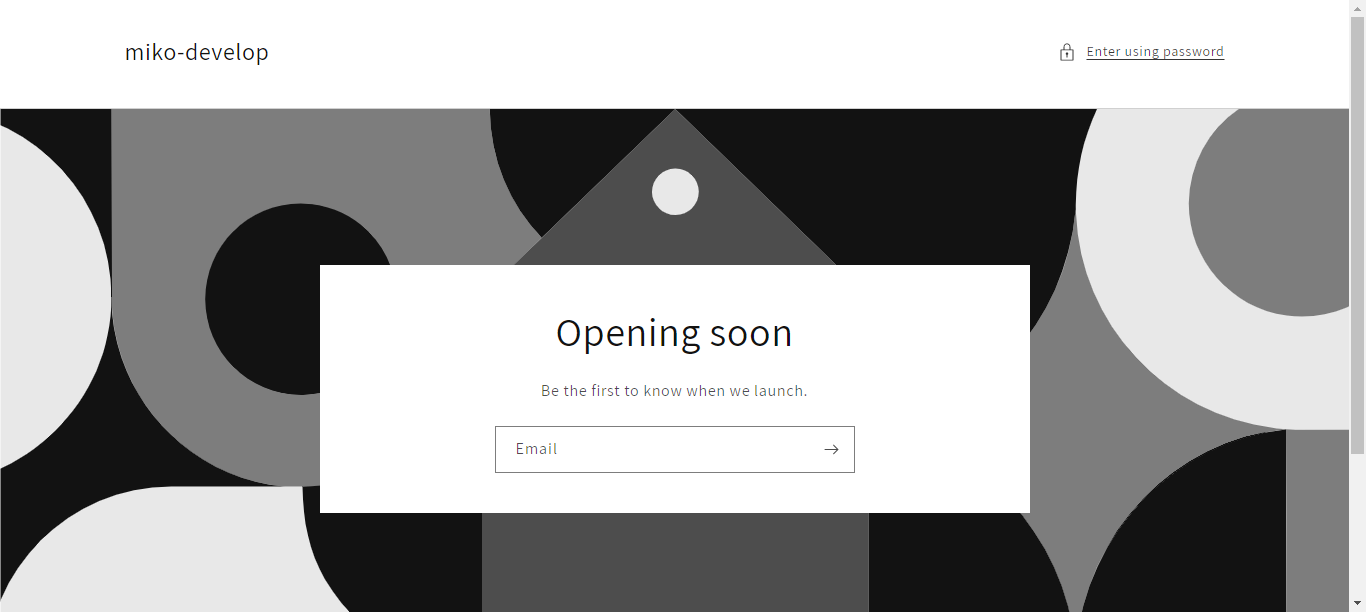 miko-develop
Enter using password
Opening soon
Be the first to know when we launch.
Email